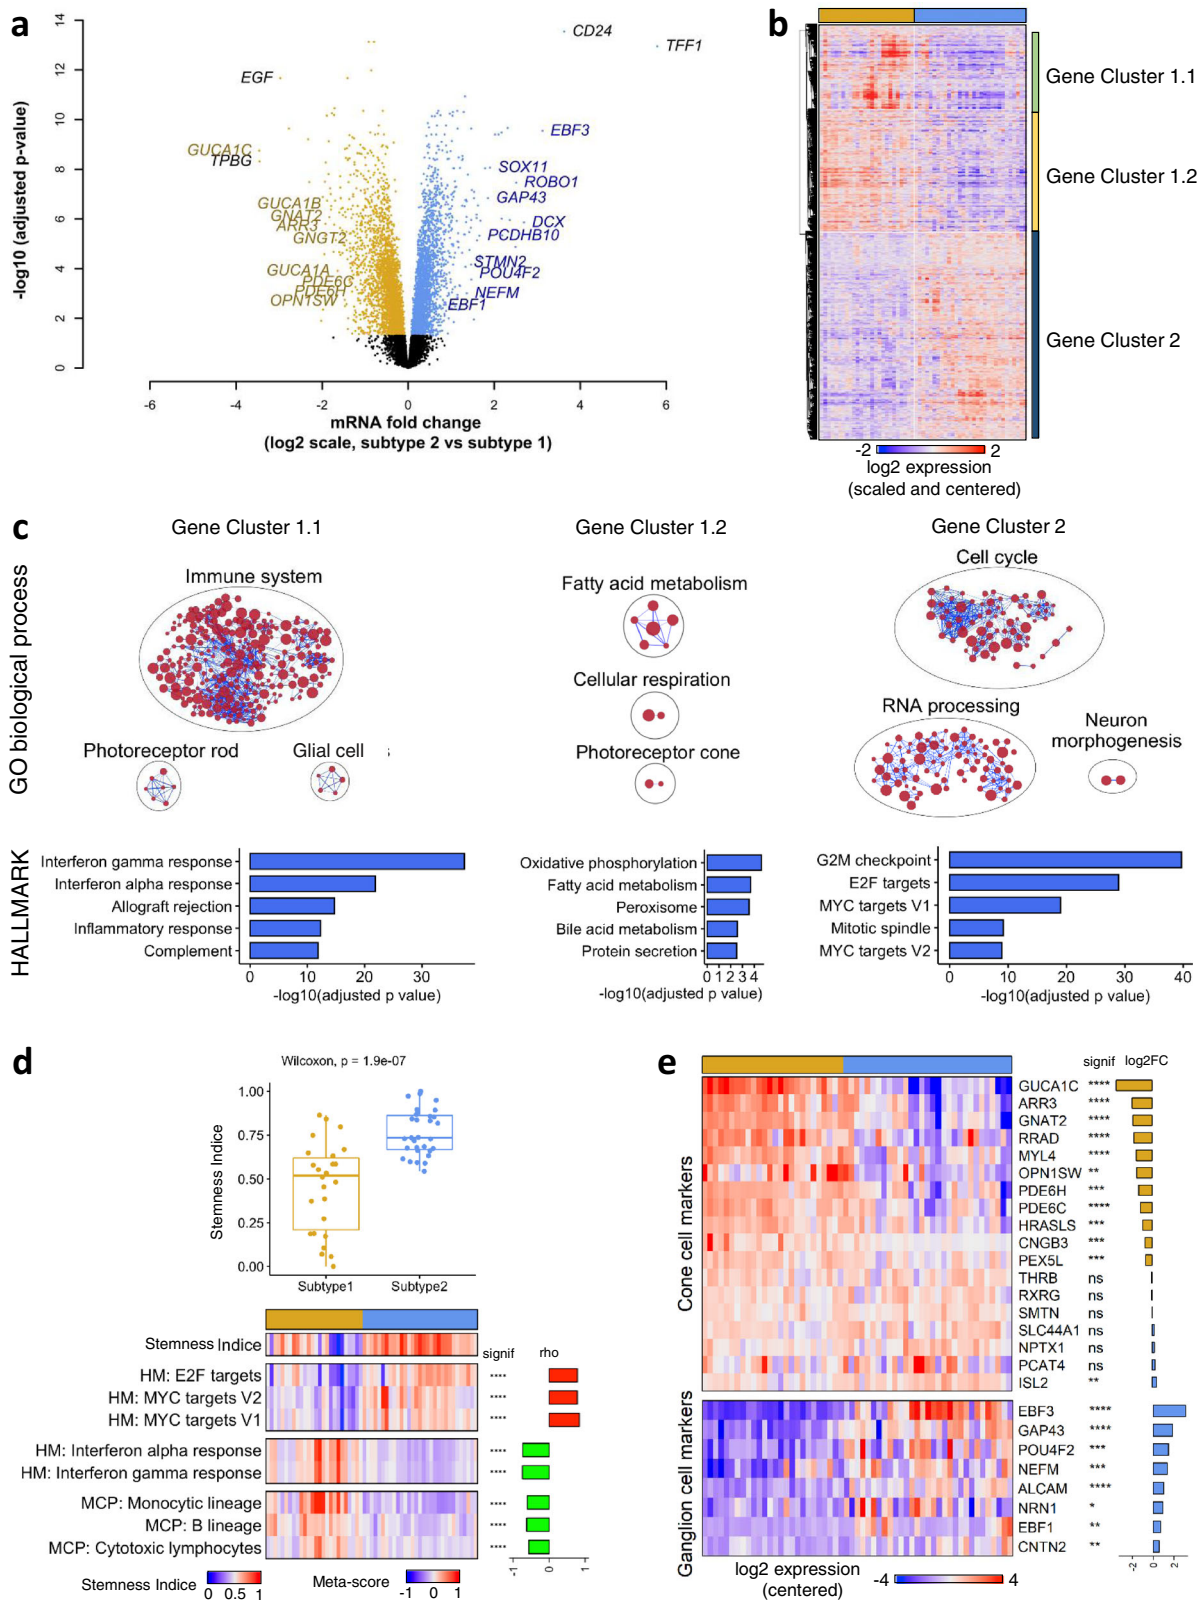 a
14
12
10
8
6
4
2
0
-log10 (adjusted p-value)
CD24
TFF1
EGF
EBF3
GUCA1C
TPBG
SOX11
ROBO1
GAP43
GUCA1B
GNAT2
ARR3
GNGT2
DCX
PCDHB10
GUCA1A
PDE6C
PDE6H
OPN1SW
STMN2
POU4F2
NEFM
EBF1
-6 -4 -2 0 2 4 6
mRNA fold change
(log2 scale, subtype 2 vs subtype 1)
b
Gene Cluster 1.1
Gene Cluster 1.2
Gene Cluster 2
-2 2
log2 expression
(scaled and centered)
c
GO biological process
Gene Cluster 1.1
Immune system
Photoreceptor rod
Glial cell
Gene Cluster 1.2
Fatty acid metabolism
Cellular respiration
Photoreceptor cone
Gene Cluster 2
Cell cycle
RNA processing
Neuron
morphogenesis
HALLMARK
Interferon gamma response
Interferon alpha response
Allograft rejection
Inflammatory response
Complement
0 10 20 30
-log10(adjusted p value)
Oxidative phosphorylation
Fatty acid metabolism
Peroxisome
Bile acid metabolism
Protein secretion
0 1 2 3 4
-log10(adjusted p value)
G2M checkpoint
E2F targets
MYC targets V1
Mitotic spindle
MYC targets V2
0 10 20 30 40
-log10(adjusted p value)
d
Wilcoxon, p = 1.9e-07
Stemness Indice
1.00
0.75
0.50
0.25
0.00
Subtype1 Subtype2
signif rho
Stemness Indice
HM: E2F targets ****
HM: MYC targets V2 ****
HM: MYC targets V1 ****
HM: Interferon alpha response ****
HM: Interferon gamma response ****
MCP: Monocytic lineage ****
MCP: B lineage ****
MCP: Cytotoxic lymphocytes ****
-1 0 1
Stemness Indice 0 0.5 1
Meta-score -1 0 1
e
signif log2FC
Cone cell markers
GUCA1C ****
ARR3 ****
GNAT2 ****
RRAD ****
MYL4 ****
OPN1SW **
PDE6H ***
PDE6C ****
HRASLS ***
CNGB3 ***
PEX5L ***
THRB ns
RXRG ns
SMTN ns
SLC44A1 ns
NPTX1 ns
PCAT4 ns
ISL2 **
Ganglion cell markers
EBF3 ****
GAP43 ****
POU4F2 ***
NEFM ***
ALCAM ****
NRN1 *
EBF1 **
CNTN2 **
-2 0 2
log2 expression
(centered)
-4 4